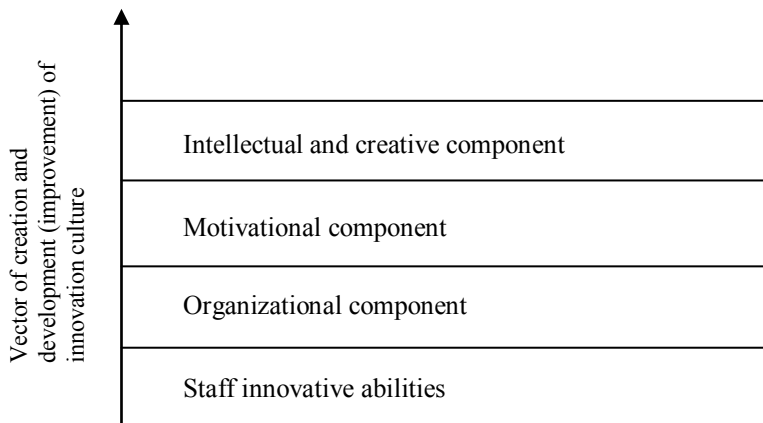 Vector of creation and
development (improvement) of
innovation culture
Intellectual and creative component
Motivational component
Organizational component
Staff innovative abilities